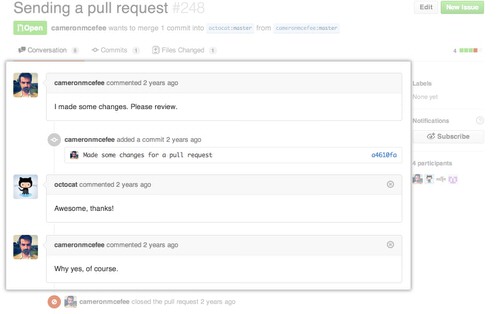 Sending a pull request #248
Edit
New Issue
Open
cameronmcefee wants to merge 1 commit into octocat:master from cameronmcefee:master
Conversation 5
Commits 1
Files Changed 1
4
cameronmcefee commented 2 years ago
I made some changes. Please review.
Labels
None yet
cameronmcefee added a commit 2 years ago
Notifications
Made some changes for a pull request
a4610fa
Subscribe
4 participants
octocat commented 2 years ago
Awesome, thanks!
cameronmcefee commented 2 years ago
Why yes, of course.
cameronmcefee closed the pull request 2 years ago